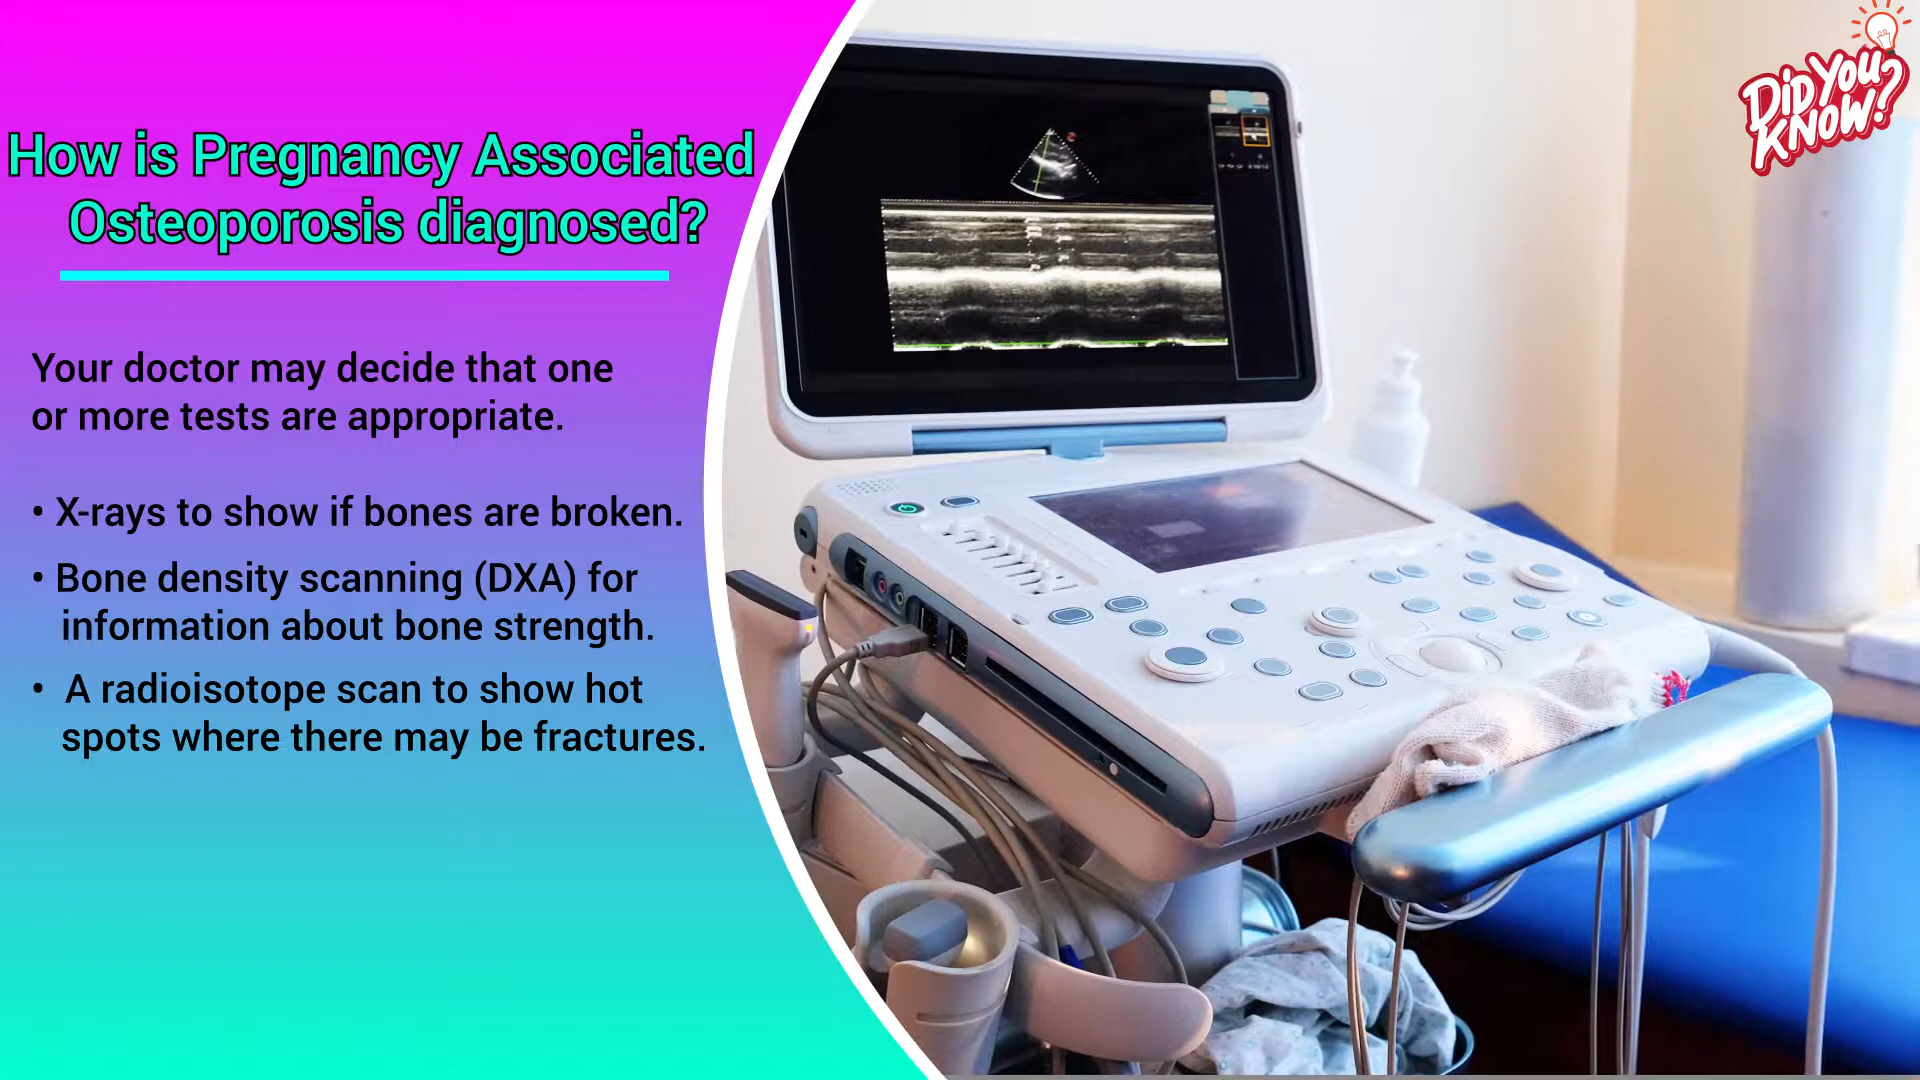 How is Pregnancy Associated
Osteoporosis diagnosed?
Your doctor may decide that one
or more tests are appropriate.
• X-rays to show if bones are broken.
• Bone density scanning (DXA) for
information about bone strength.
• A radioisotope scan to show hot
spots where there may be fractures.
DiD YOU
KNOW?